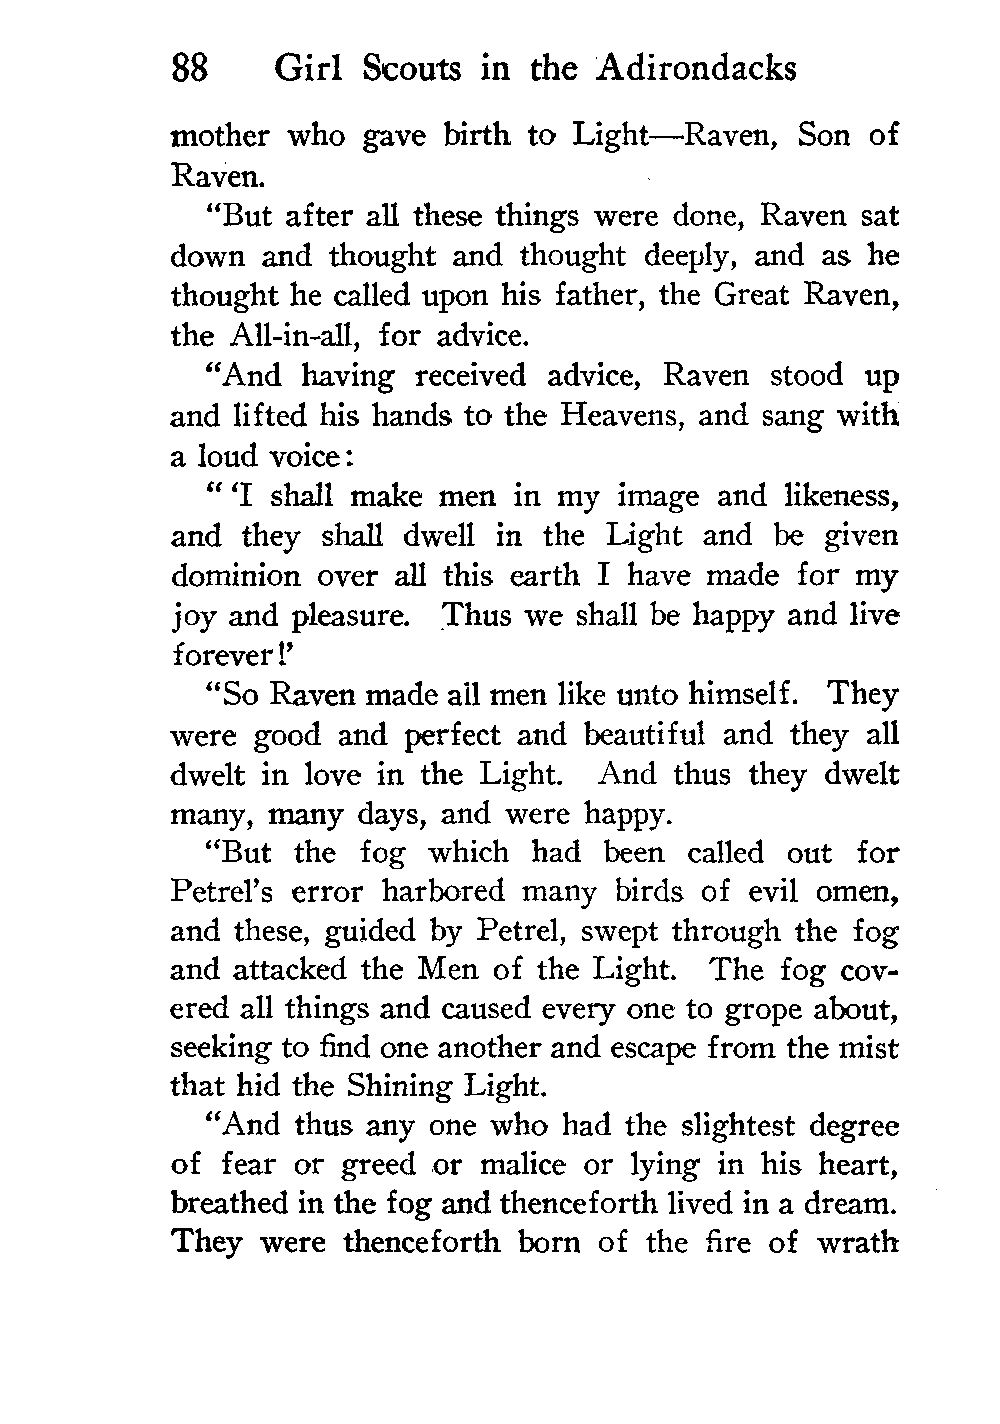 88 Girl Scouts in the Adirondacks
mother who gave birth to Light—Raven, Son of
Raven.
“But after all these things were done, Raven sat
down and thought and thought deeply, and as he
thought he called upon his father, the Great Raven,
the All-in-all, for advice.
“And having received advice, Raven stood up
and lifted his hands to the Heavens, and sang with
a loud voice:
“ ‘I shall make men in my image and likeness,
and they shall dwell in the Light and be given
dominion over all this earth I have made for my
joy and pleasure. Thus we shall be happy and live
forever!’
“So Raven made all men like unto himself. They
were good and perfect and beautiful and they all
dwelt in love in the Light. And thus they dwelt
many, many days, and were happy.
“But the fog which had been called out for
Petrel’s error harbored many birds of evil omen,
and these, guided by Petrel, swept through the fog
and attacked the Men of the Light. The fog cov-
ered all things and caused every one to grope about,
seeking to find one another and escape from the mist
that hid the Shining Light.
“And thus any one who had the slightest degree
of fear or greed or malice or lying in his heart,
breathed in the fog and thenceforth lived in a dream.
They were thenceforth born of the fire of wrath